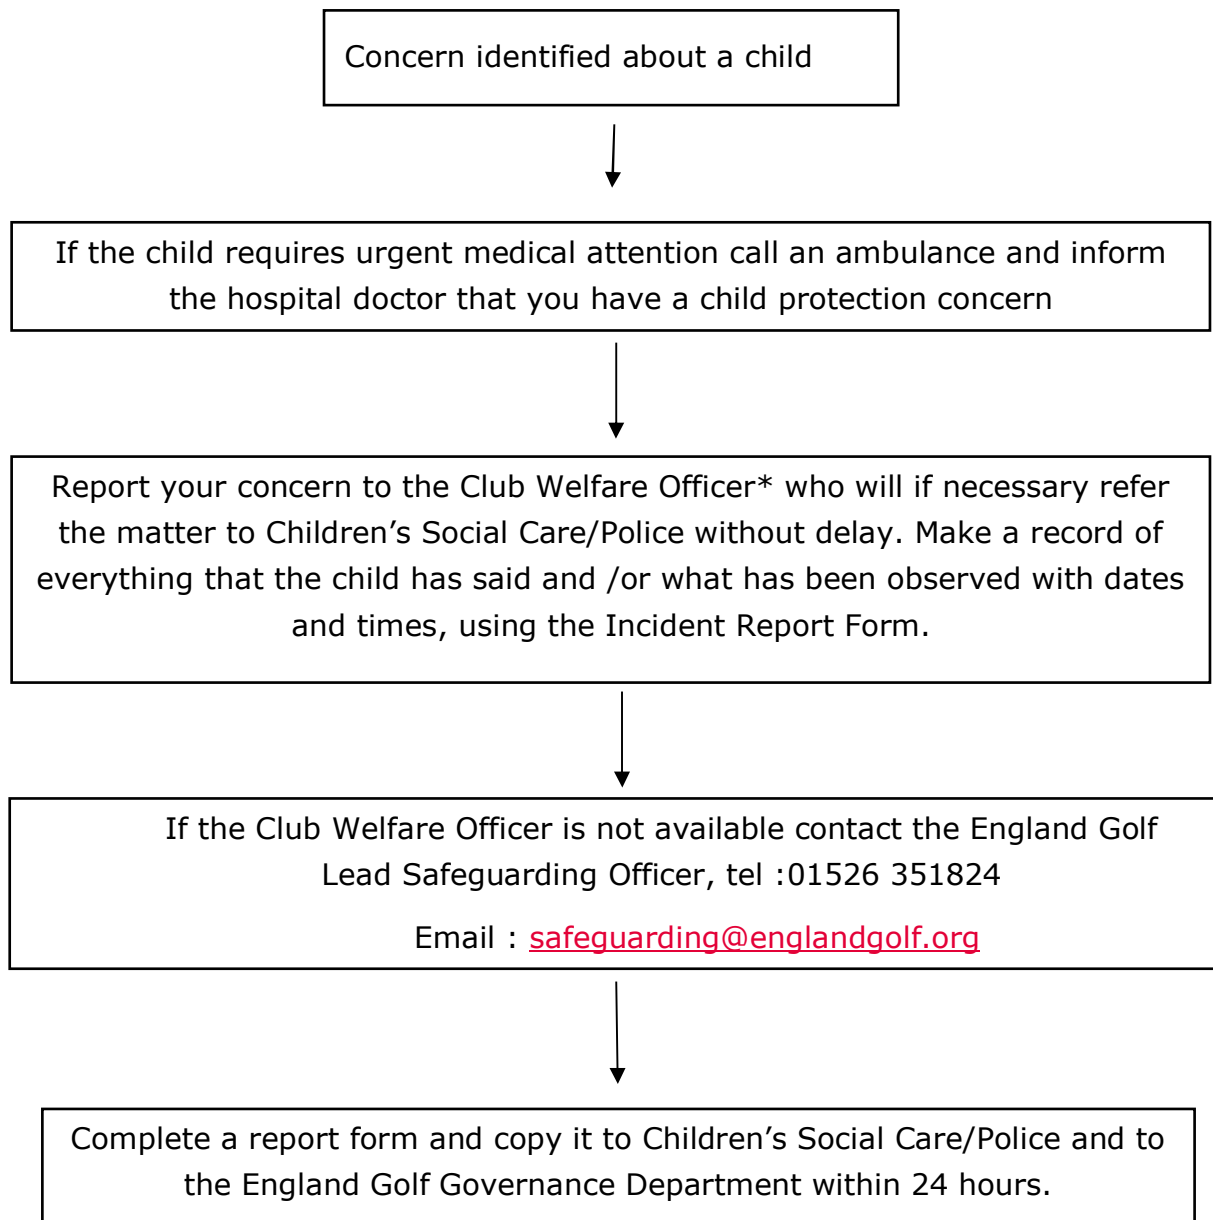 Concern identified about a child
If the child requires urgent medical attention call an ambulance and inform
the hospital doctor that you have a child protection concern
Report your concern to the Club Welfare Officer* who will if necessary refer
the matter to Children’s Social Care/Police without delay. Make a record of
everything that the child has said and /or what has been observed with dates
and times, using the Incident Report Form.
If the Club Welfare Officer is not available contact the England Golf
Lead Safeguarding Officer, tel :01526 351824
Email : safeguarding@englandgolf.org
Complete a report form and copy it to Children’s Social Care/Police and to
the England Golf Governance Department within 24 hours.